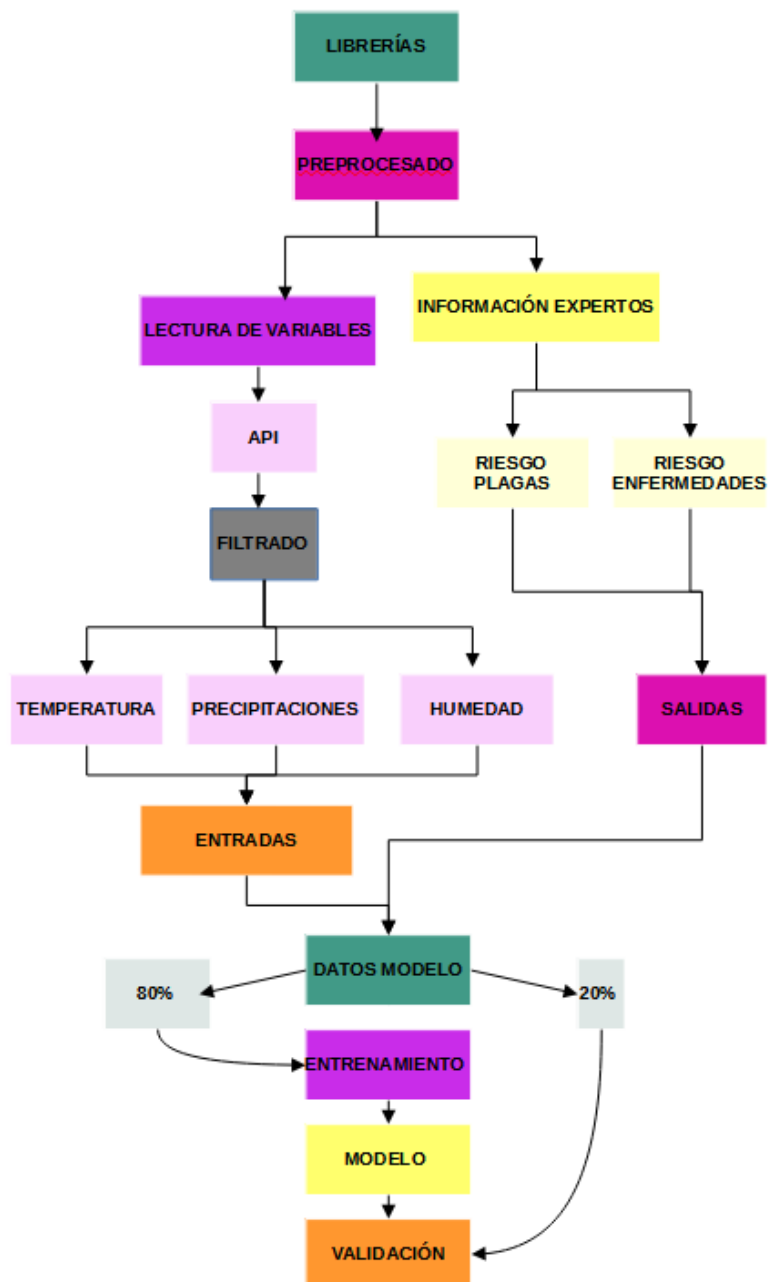 LIBRERÍAS
PREPROCESADO
LECTURA DE VARIABLES
INFORMACIÓN EXPERTOS
API
RIESGO
PLAGAS
RIESGO
ENFERMEDADES
FILTRADO
TEMPERATURA
PRECIPITACIONES
HUMEDAD
SALIDAS
ENTRADAS
DATOS MODELO
80%
20%
ENTRENAMIENTO
MODELO
VALIDACIÓN